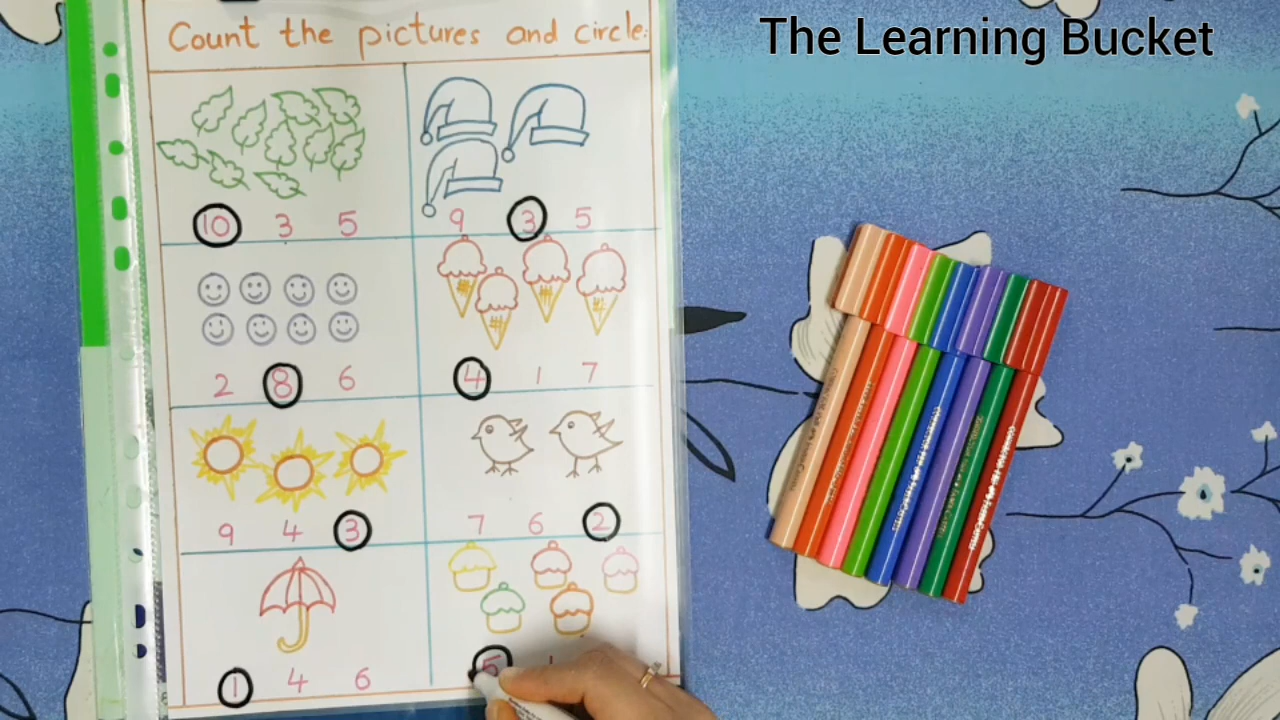 Count the pictures and circle:
The Learning Bucket
10 3 5
9 3 5
2 8 6
4 1 7
9 4 3
7 6 2
1 4 6
5